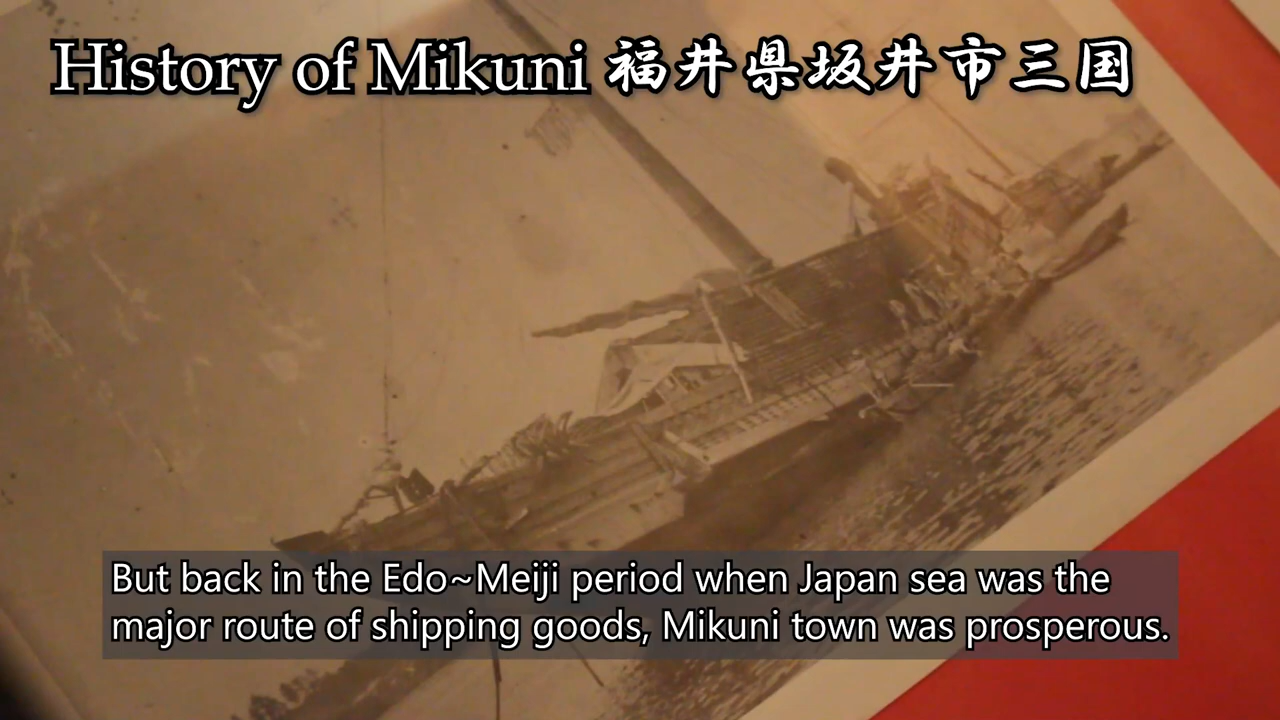 History of Mikuni 福井県坂井市三国
But back in the Edo~Meiji period when Japan sea was the
major route of shipping goods, Mikuni town was prosperous.